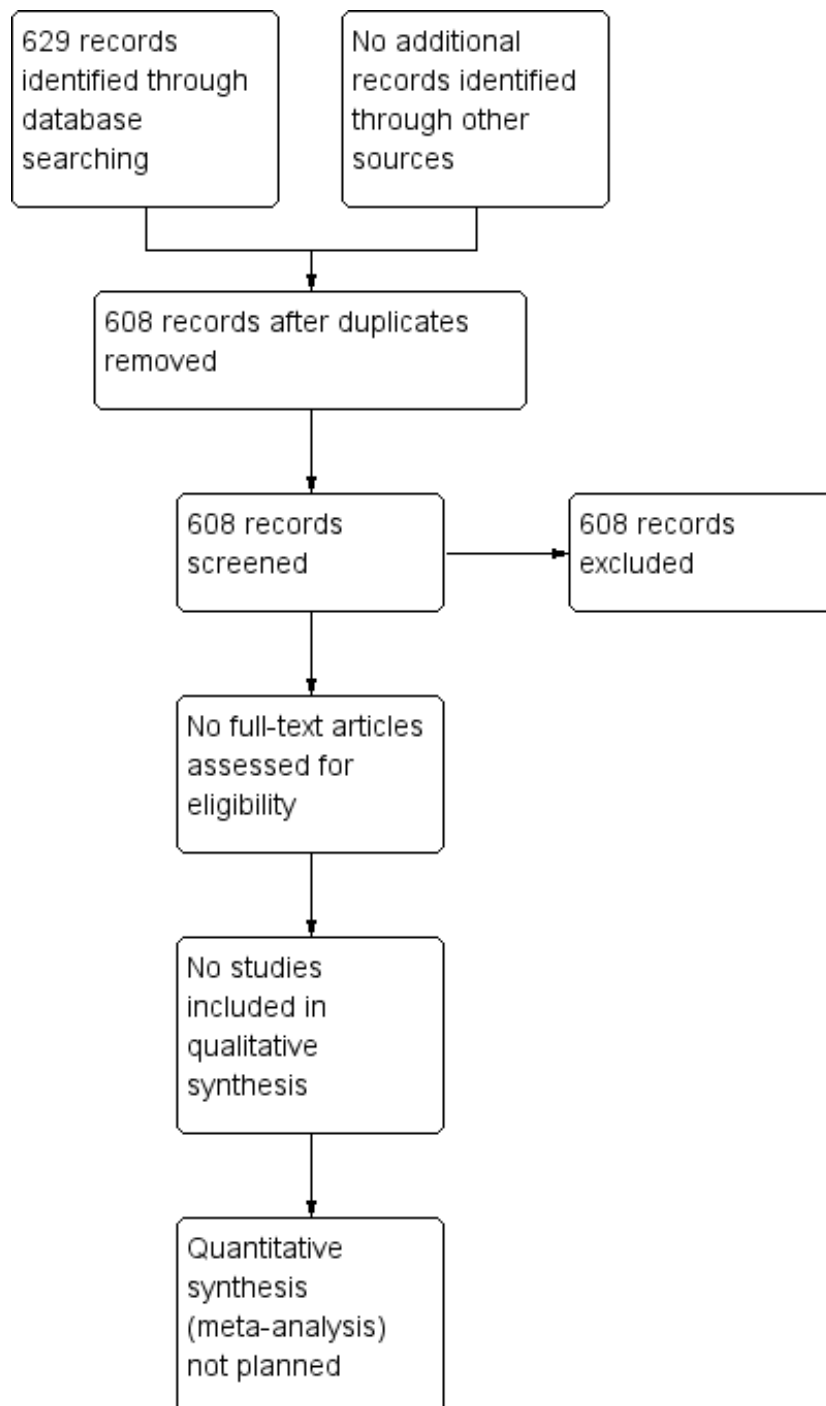 629 records
identified through
database
searching
No additional
records identified
through other
sources
608 records after duplicates
removed
608 records
screened
608 records
excluded
No full-text articles
assessed for
eligibility
No studies
included in
qualitative
synthesis
Quantitative
synthesis
(meta-analysis)
not planned